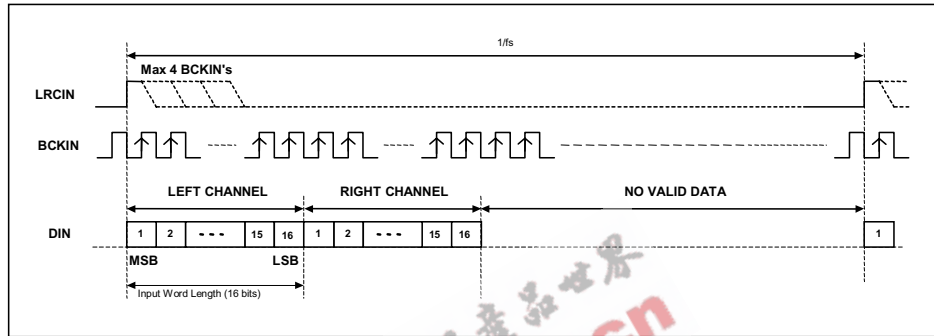 1/fs
Max 4 BCKIN's
LRCIN
BCKIN
LEFT CHANNEL RIGHT CHANNEL NO VALID DATA
DIN 1 2 --- 15 16 1 2 --- 15 16 1
MSB LSB
Input Word Length (16 bits)